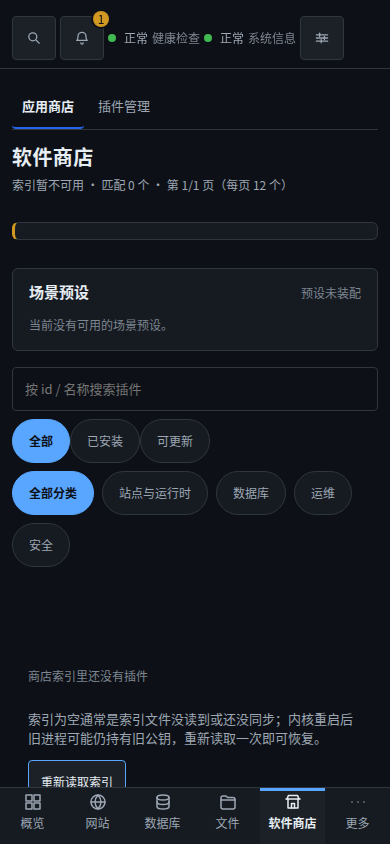 1
正常 健康检查 正常 系统信息
应用商店 插件管理
软件商店
索引暂不可用 · 匹配 0 个 · 第 1/1 页（每页 12 个）
场景预设 预设未装配
当前没有可用的场景预设。
按 id / 名称搜索插件
全部 已安装 可更新
全部分类 站点与运行时 数据库 运维
安全
商店索引里还没有插件
索引为空通常是索引文件没读到或还没同步；内核重启后
旧进程可能仍持有旧公钥，重新读取一次即可恢复。
重新读取索引
概览 网站 数据库 文件 软件商店 更多